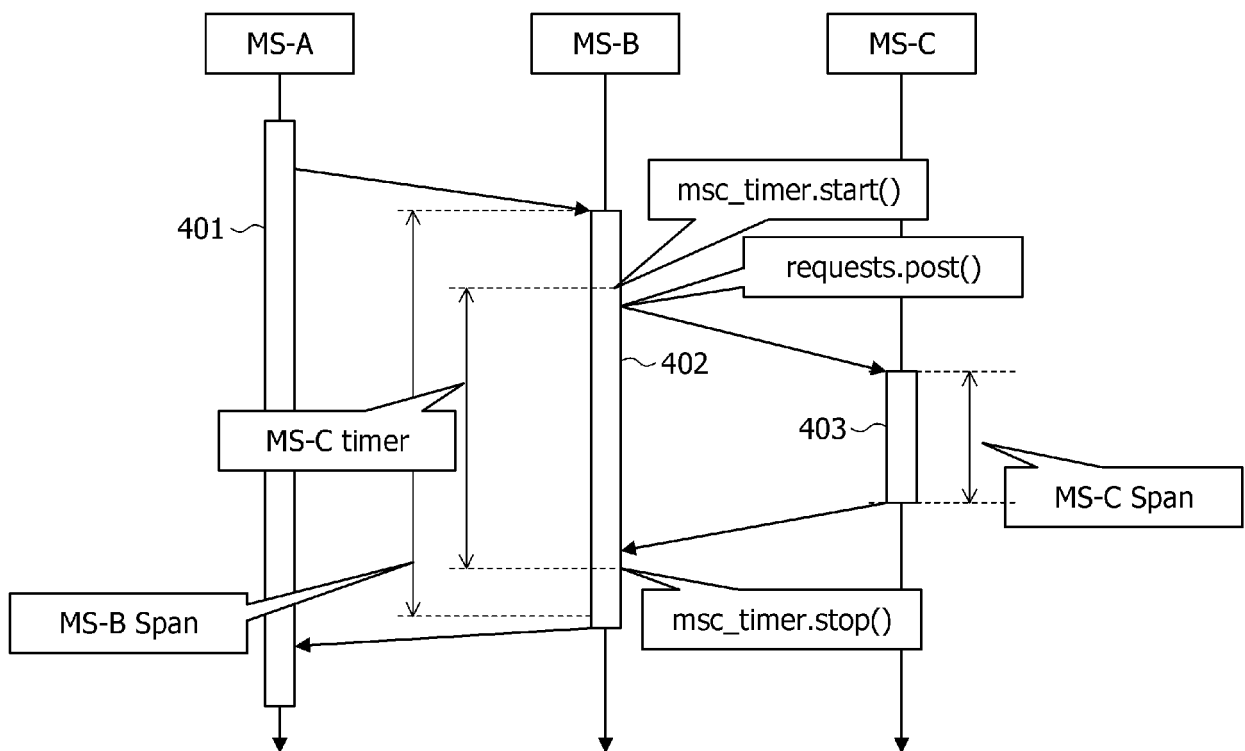 MS-A
MS-B
MS-C
msc_timer.start()
401
requests.post()
402
MS-C timer
403
MS-C Span
MS-B Span
msc_timer.stop()